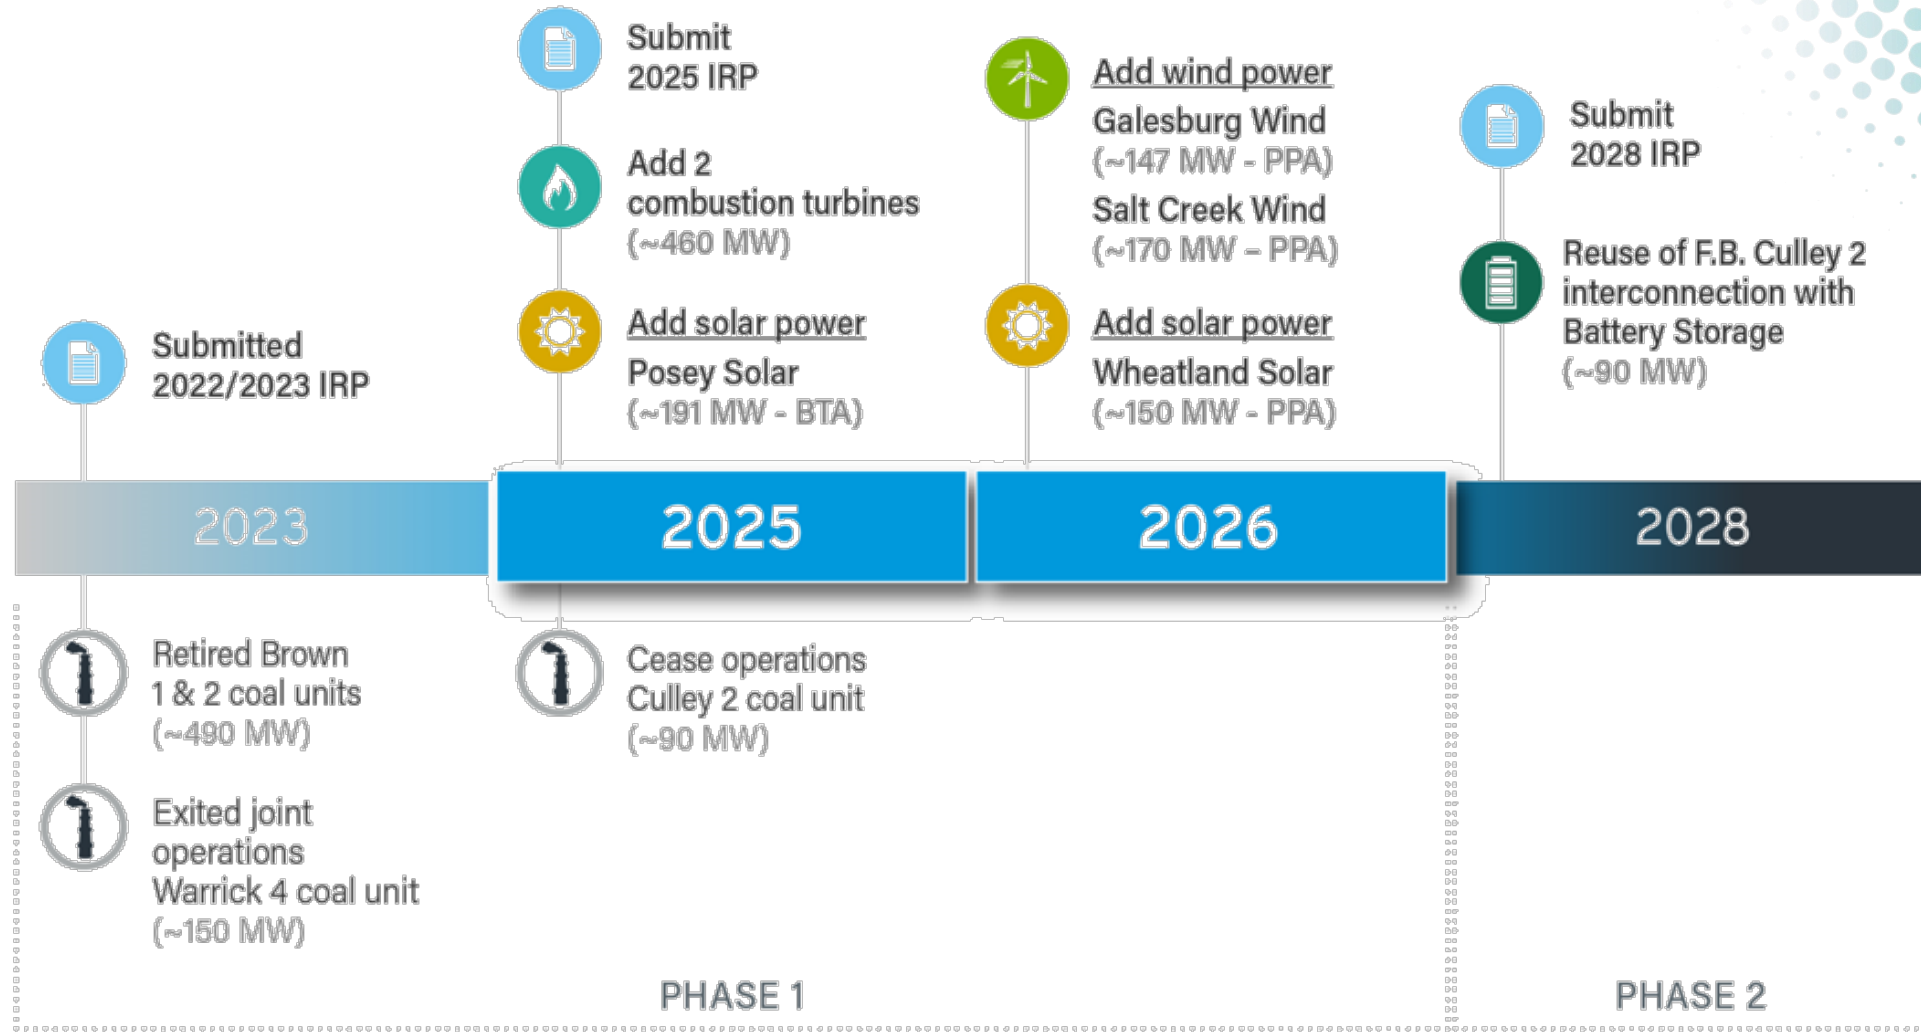 Submitted
2022/2023 IRP
Submit
2025 IRP
Add 2
combustion turbines
(~460 MW)
Add solar power
Posey Solar
(~191 MW - BTA)
Add wind power
Galesburg Wind
(~147 MW - PPA)
Salt Creek Wind
(~170 MW – PPA)
Add solar power
Wheatland Solar
(~150 MW - PPA)
Submit
2028 IRP
Reuse of F.B. Culley 2
interconnection with
Battery Storage
(~90 MW)
2023
2025
2026
2028
Retired Brown
1 & 2 coal units
(~490 MW)
Exited joint
operations
Warrick 4 coal unit
(~150 MW)
Cease operations
Culley 2 coal unit
(~90 MW)
PHASE 1
PHASE 2